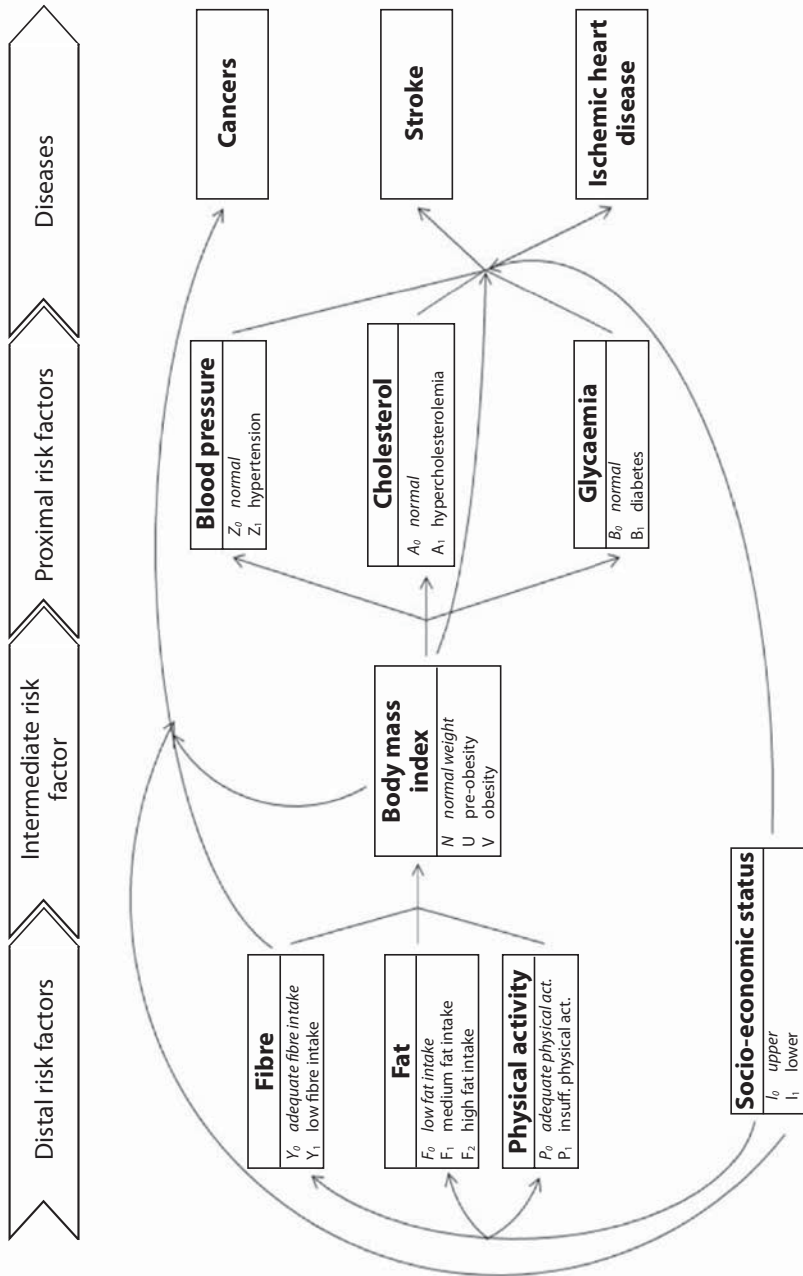 Distal risk factors
Intermediate risk
factor
Proximal risk factors
Diseases
Fibre
Y₀ adequate fibre intake
Y₁ low fibre intake
Fat
F₀ low fat intake
F₁ medium fat intake
F₂ high fat intake
Physical activity
P₀ adequate physical act.
P₁ insuff. physical act.
Socio-economic status
I₀ upper
I₁ lower
Body mass
index
N normal weight
U pre-obesity
V obesity
Blood pressure
Z₀ normal
Z₁ hypertension
Cholesterol
A₀ normal
A₁ hypercholesterolemia
Glycaemia
B₀ normal
B₁ diabetes
Cancers
Stroke
Ischemic heart
disease